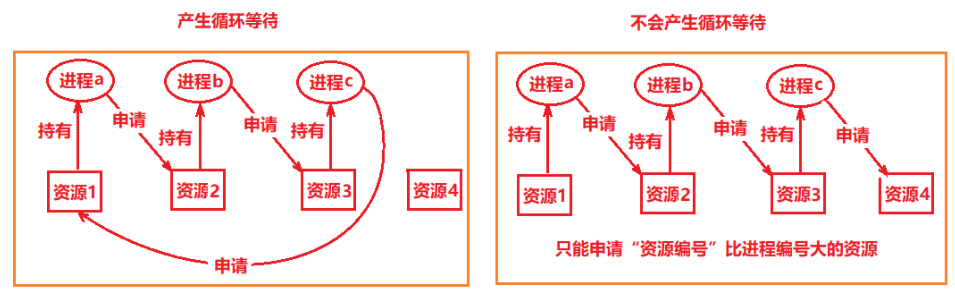 产生循环等待
不会产生循环等待
进程a
进程b
进程c
持有
申请
持有
申请
持有
资源1
资源2
资源3
资源4
申请
进程a
进程b
进程c
持有
申请
持有
申请
持有
申请
资源1
资源2
资源3
资源4
只能申请“资源编号”比进程编号大的资源